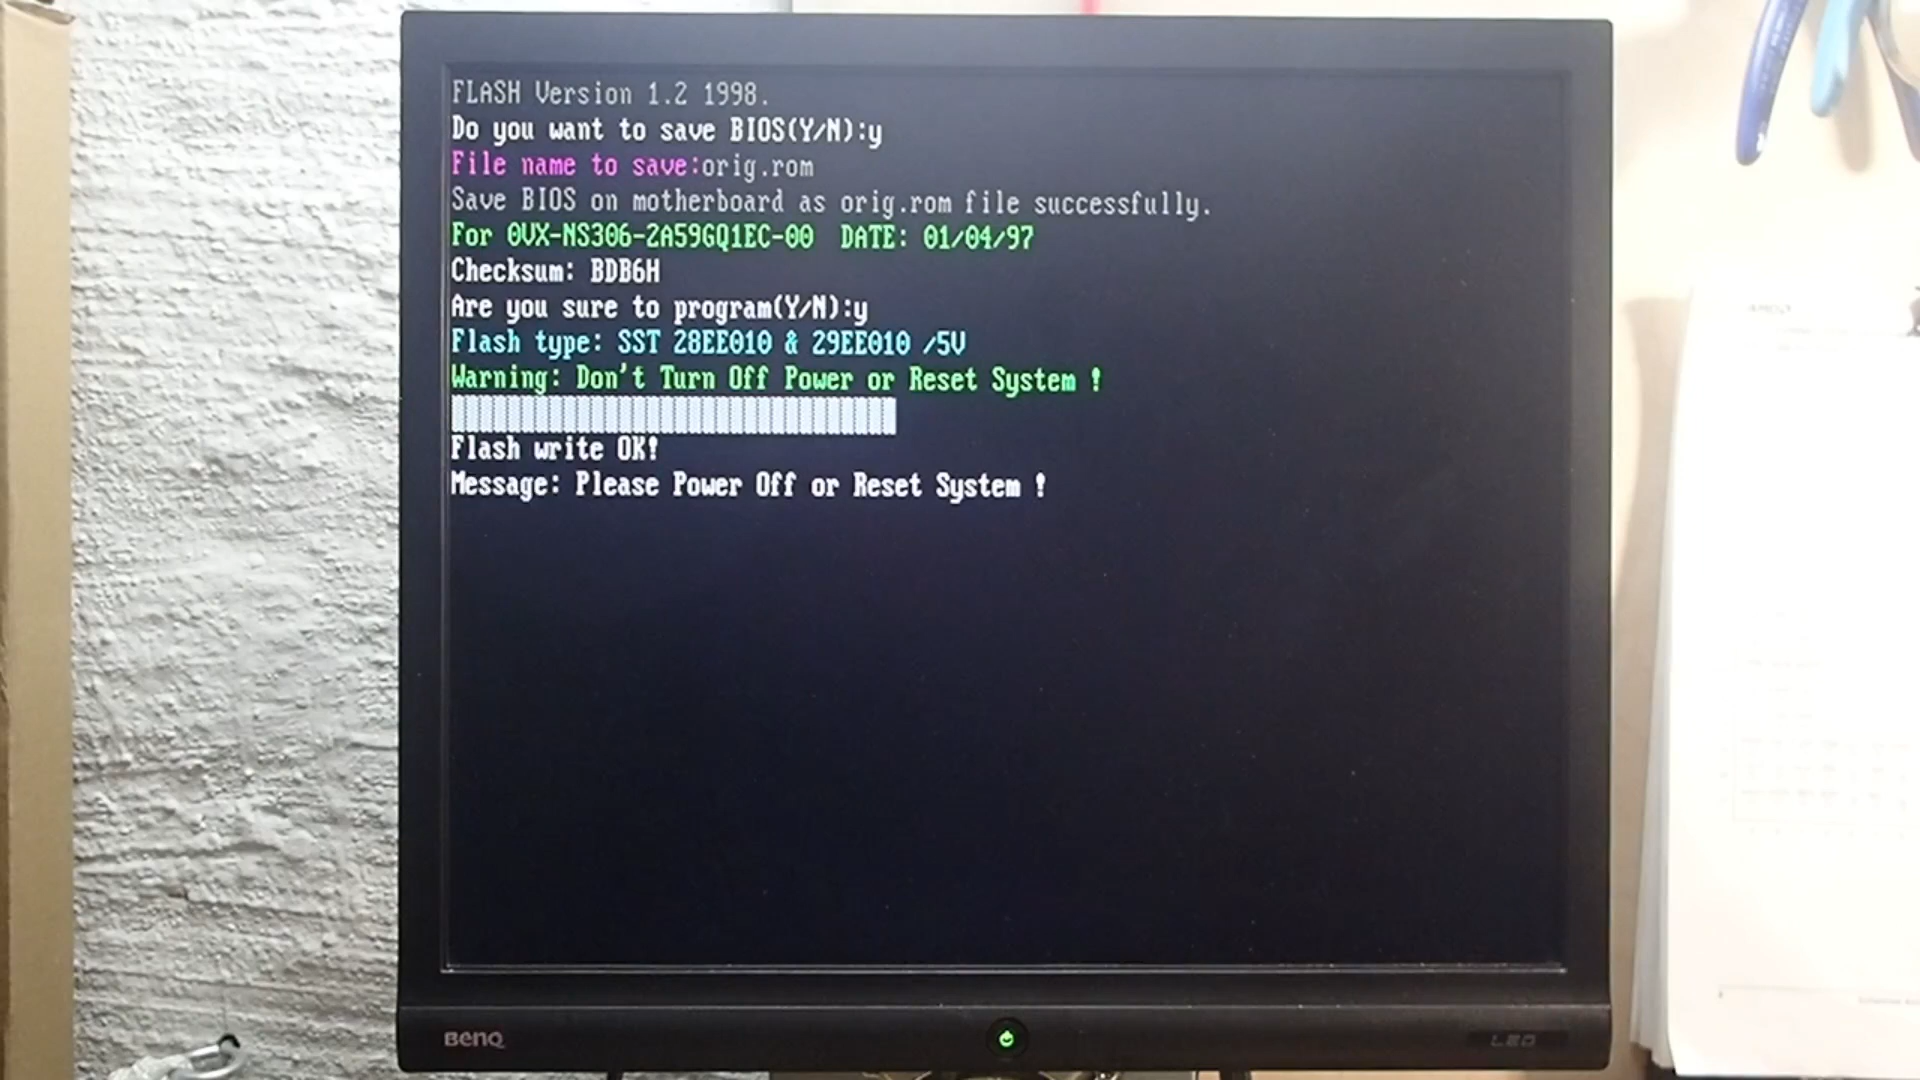 FLASH Version 1.2 1998.
Do you want to save BIOS(Y/N):y
File name to save:orig.rom
Save BIOS on motherboard as orig.rom file successfully.
For 0VX-NS306-2A59GQ1EC-00 DATE: 01/04/97
Checksum: BDB6H
Are you sure to program(Y/N):y
Flash type: SST 28EE010 & 29EE010 /5V
Warning: Don't Turn Off Power or Reset System !
Flash write OK!
Message: Please Power Off or Reset System !
BenQ
LED